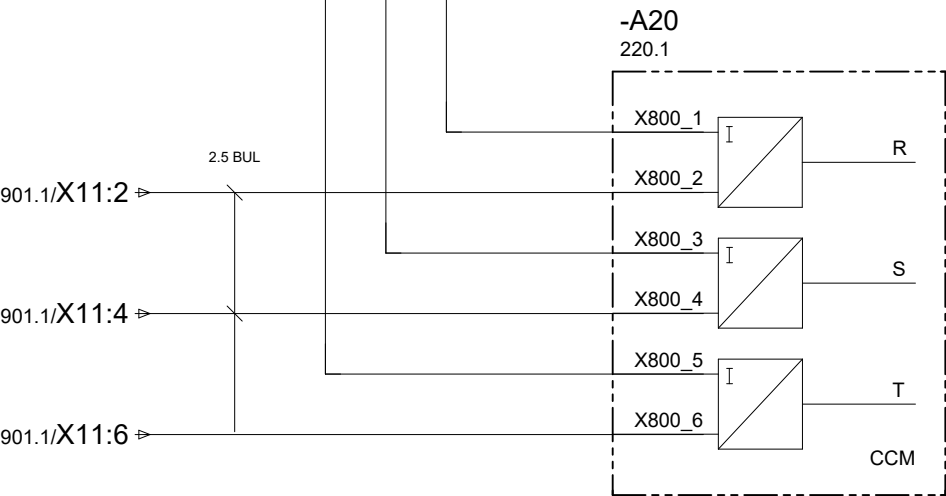 -A20
220.1
X800_1
I
R
2.5 BUL
X800_2
901.1/X11:2
X800_3
I
S
X800_4
901.1/X11:4
X800_5
I
T
X800_6
901.1/X11:6
CCM